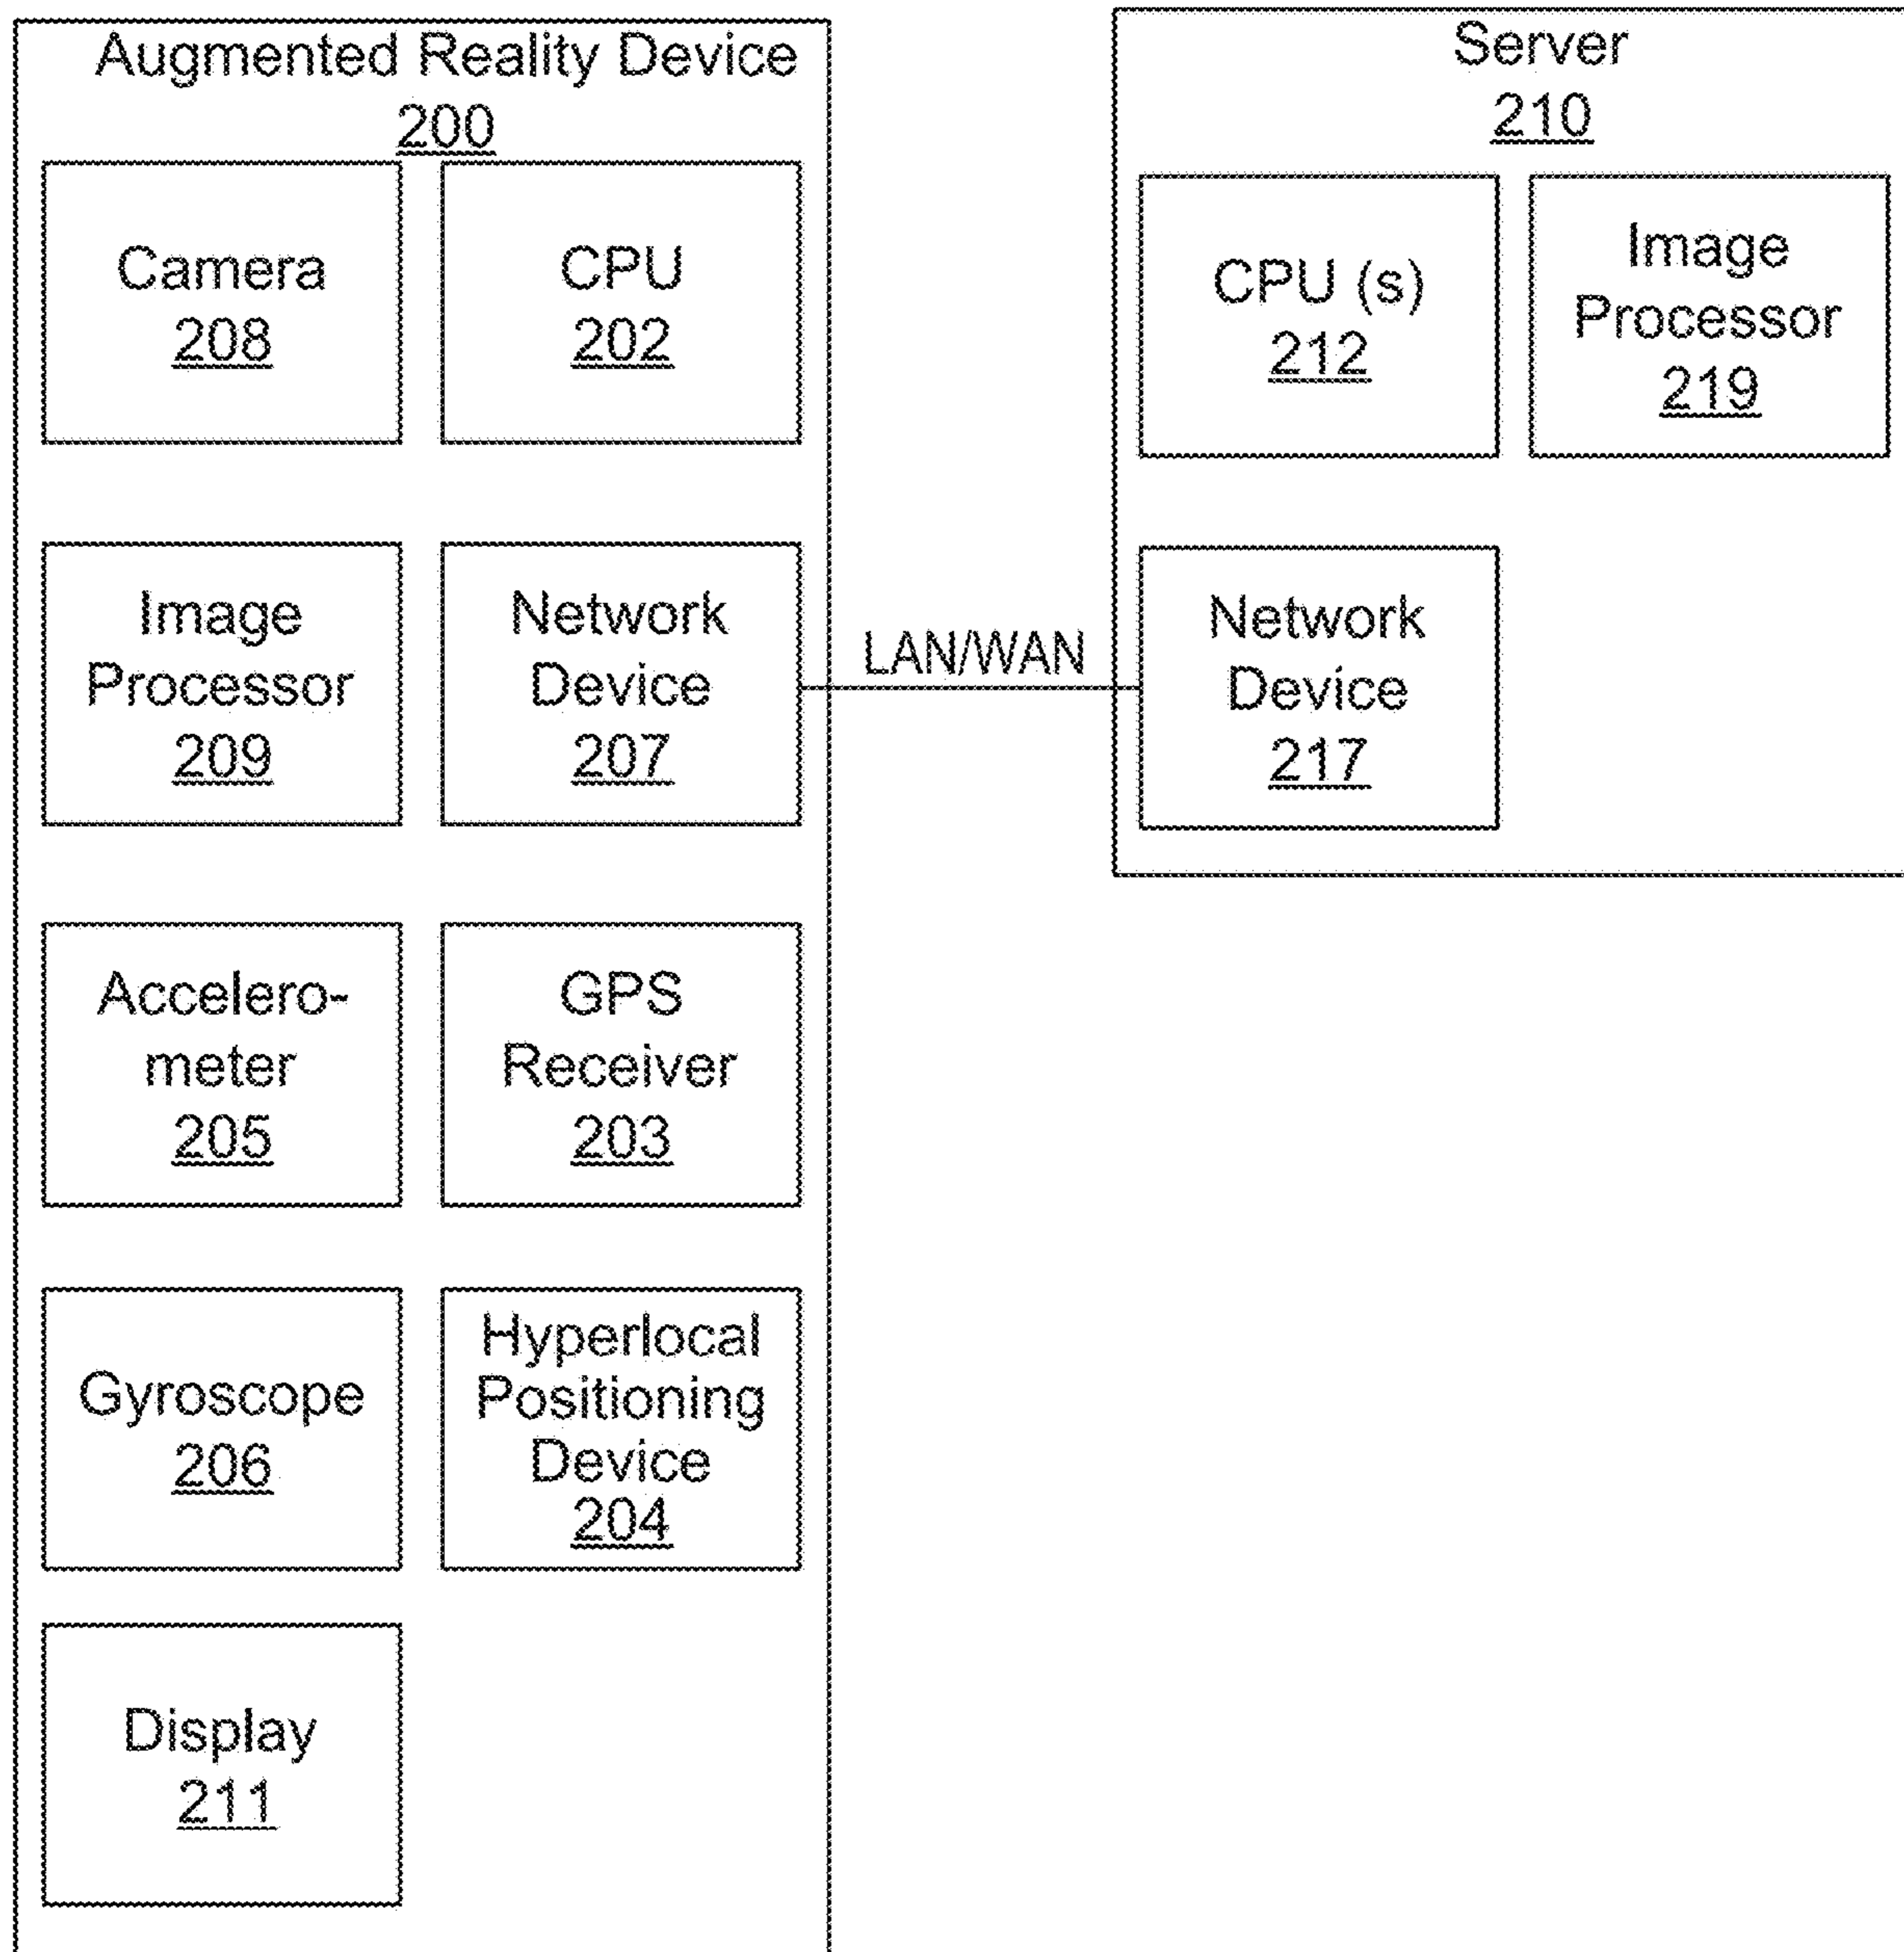 Augmented Reality Device
200
Camera
208
CPU
202
Image
Processor
209
Network
Device
207
Accelero-
meter
205
GPS
Receiver
203
Gyroscope
206
Hyperlocal
Positioning
Device
204
Display
211
LAN/WAN
Server
210
CPU (s)
212
Image
Processor
219
Network
Device
217